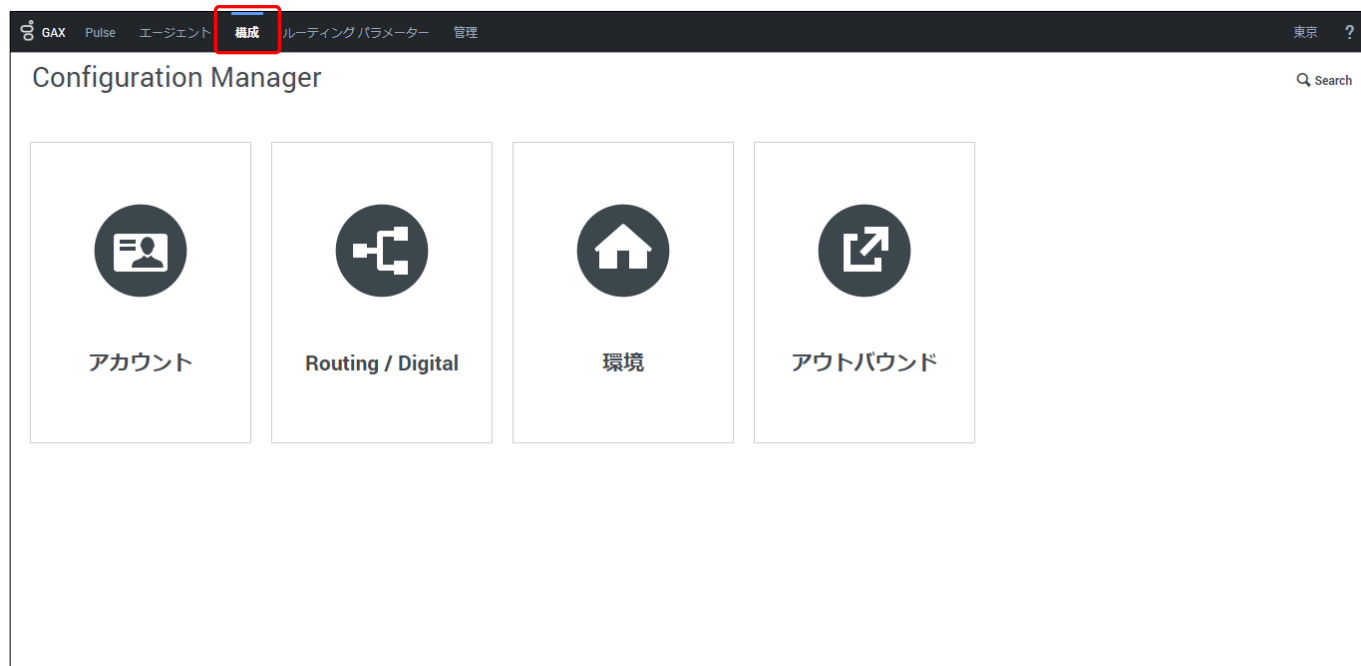 GAX Pulse エージェント 構成 ルーティング パラメーター 管理 東京 ?
Configuration Manager
Search
アカウント
Routing / Digital
環境
アウトバウンド